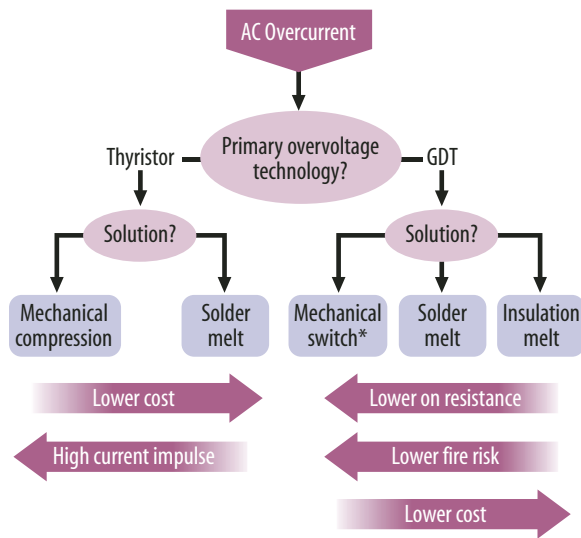 AC Overcurrent
Primary overvoltage
technology?
Thyristor
GDT
Solution?
Solution?
Mechanical
compression
Solder
melt
Mechanical
switch*
Solder
melt
Insulation
melt
Lower cost
Lower on resistance
High current impulse
Lower fire risk
Lower cost